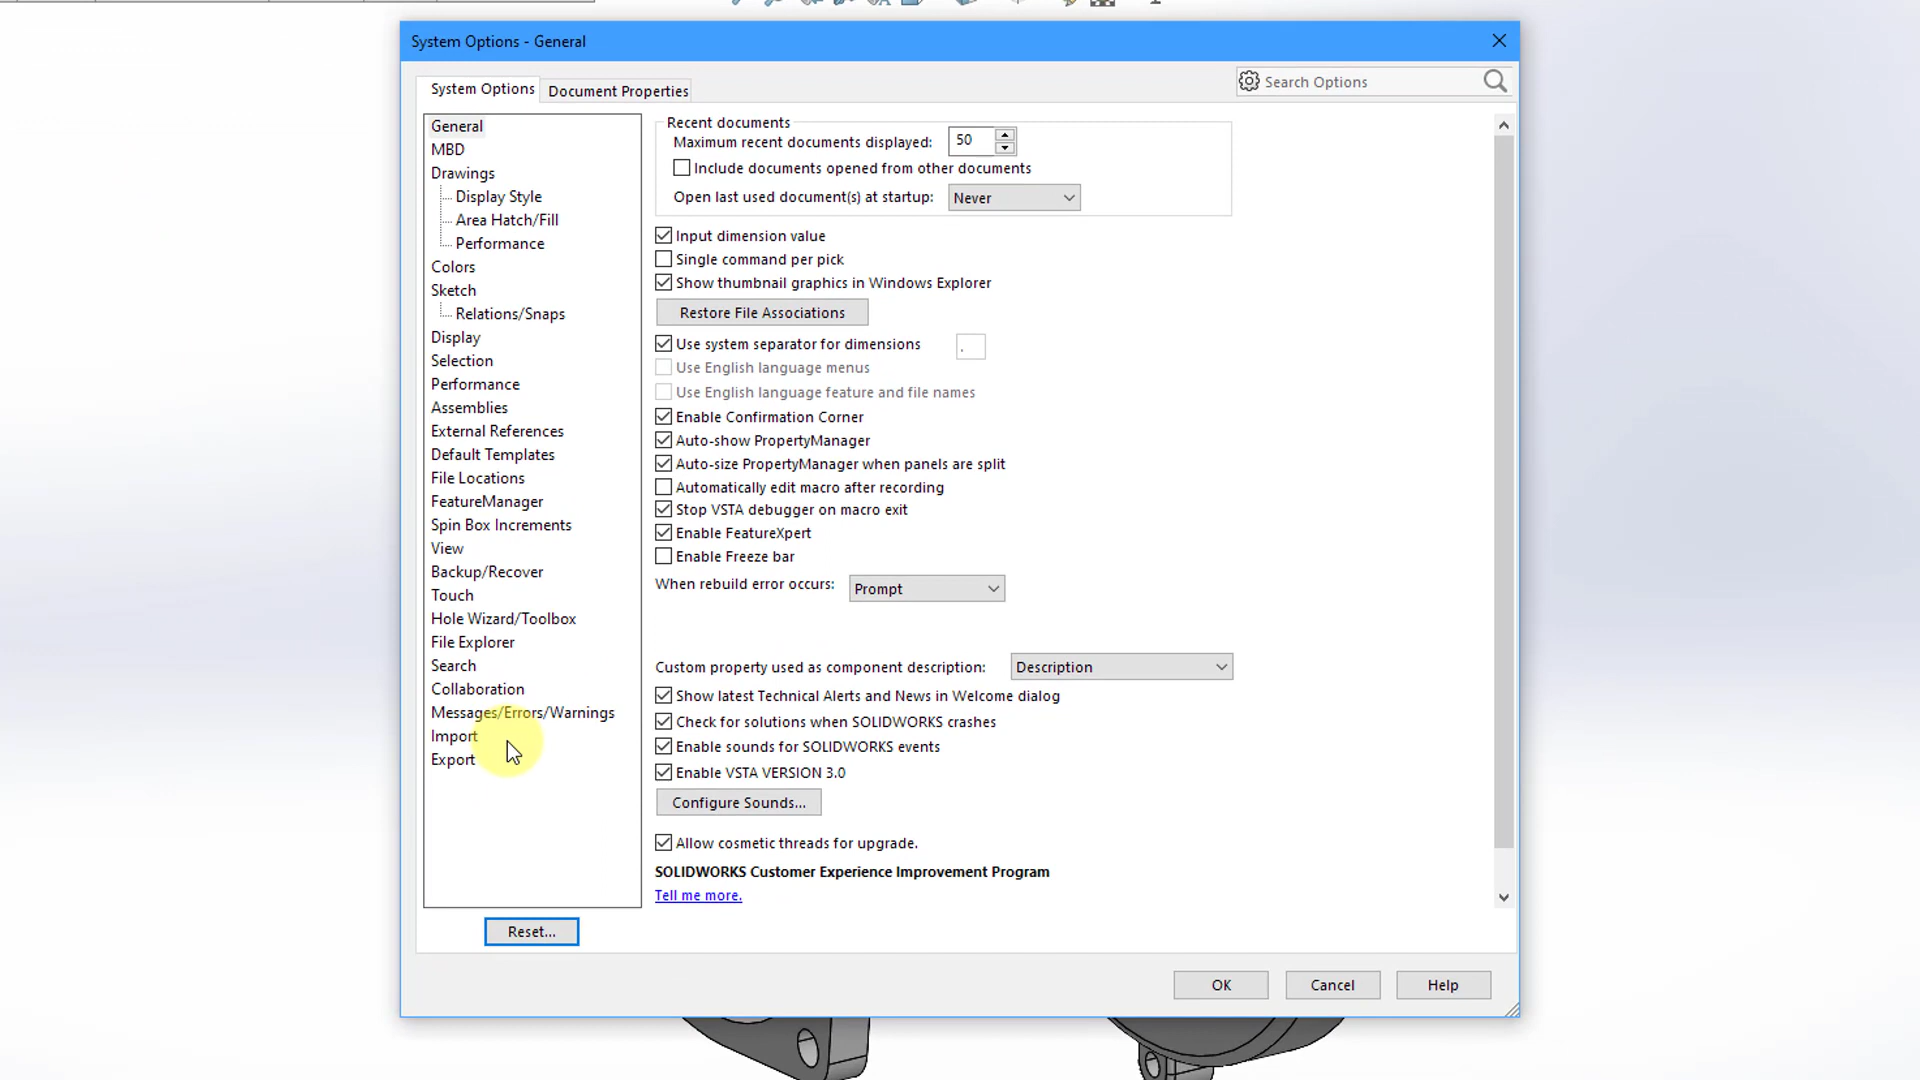 System Options - General
System Options
Document Properties
Search Options
General
MBD
Drawings
Display Style
Area Hatch/Fill
Performance
Colors
Sketch
Relations/Snaps
Display
Selection
Performance
Assemblies
External References
Default Templates
File Locations
FeatureManager
Spin Box Increments
View
Backup/Recover
Touch
Hole Wizard/Toolbox
File Explorer
Search
Collaboration
Messages/Errors/Warnings
Import
Export
Reset...
Recent documents
Maximum recent documents displayed: 50
Include documents opened from other documents
Open last used document(s) at startup: Never
Input dimension value
Single command per pick
Show thumbnail graphics in Windows Explorer
Restore File Associations
Use system separator for dimensions .
Use English language menus
Use English language feature and file names
Enable Confirmation Corner
Auto-show PropertyManager
Auto-size PropertyManager when panels are split
Automatically edit macro after recording
Stop VSTA debugger on macro exit
Enable FeatureXpert
Enable Freeze bar
When rebuild error occurs: Prompt
Custom property used as component description: Description
Show latest Technical Alerts and News in Welcome dialog
Check for solutions when SOLIDWORKS crashes
Enable sounds for SOLIDWORKS events
Enable VSTA VERSION 3.0
Configure Sounds...
Allow cosmetic threads for upgrade.
SOLIDWORKS Customer Experience Improvement Program
Tell me more.
OK
Cancel
Help